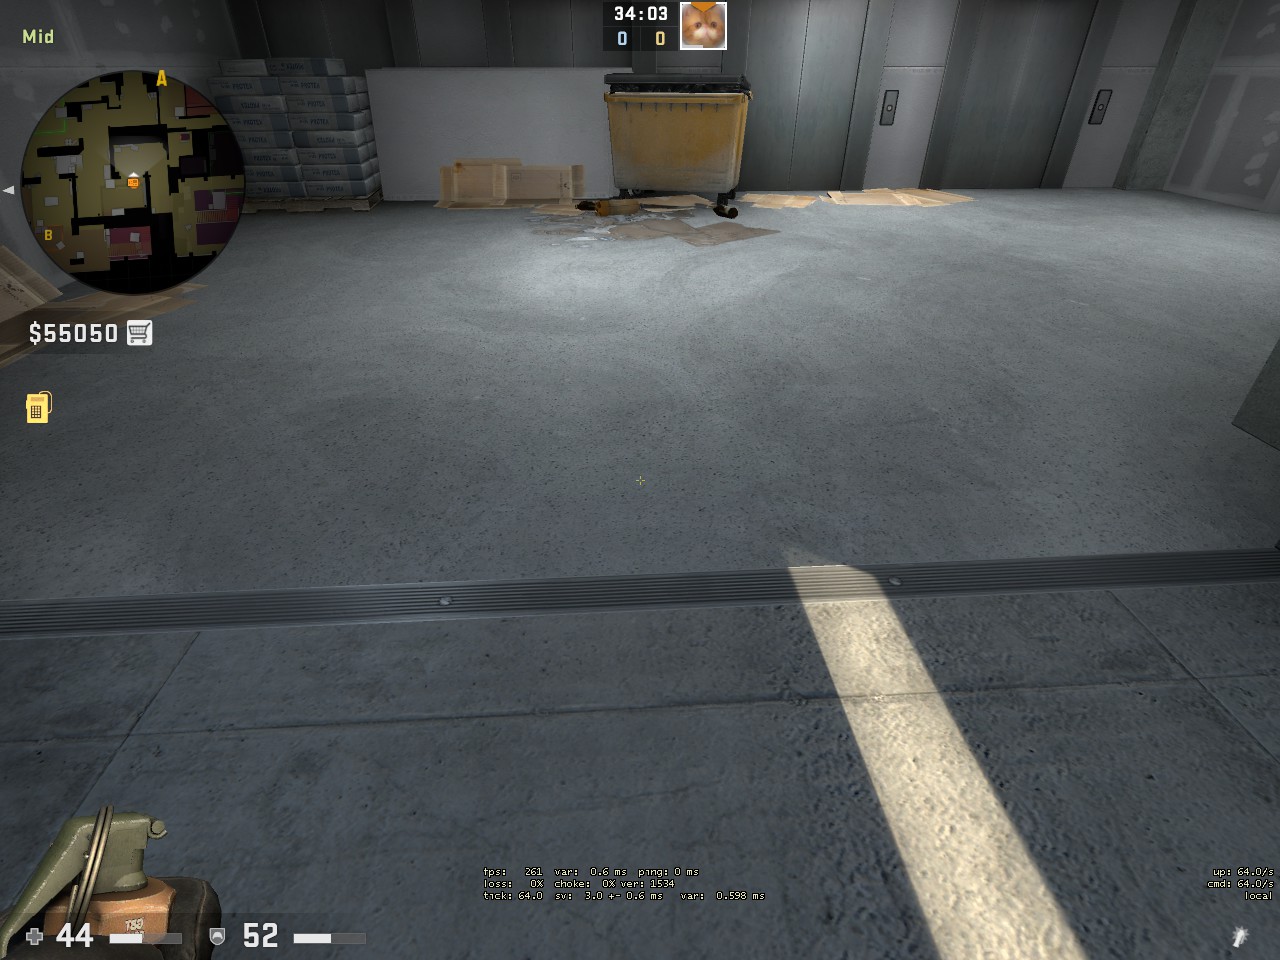 34:03
Mid
0 0
A
B
$55050
fps: 261 var: 0.6 ms ping: 0 ms
loss: 0% choke: 0% ver: 1534
tick: 64.0 sv: 3.0 +- 0.6 ms var: 0.598 ms
up: 64.0/s
cmd: 64.0/s
local
44 52